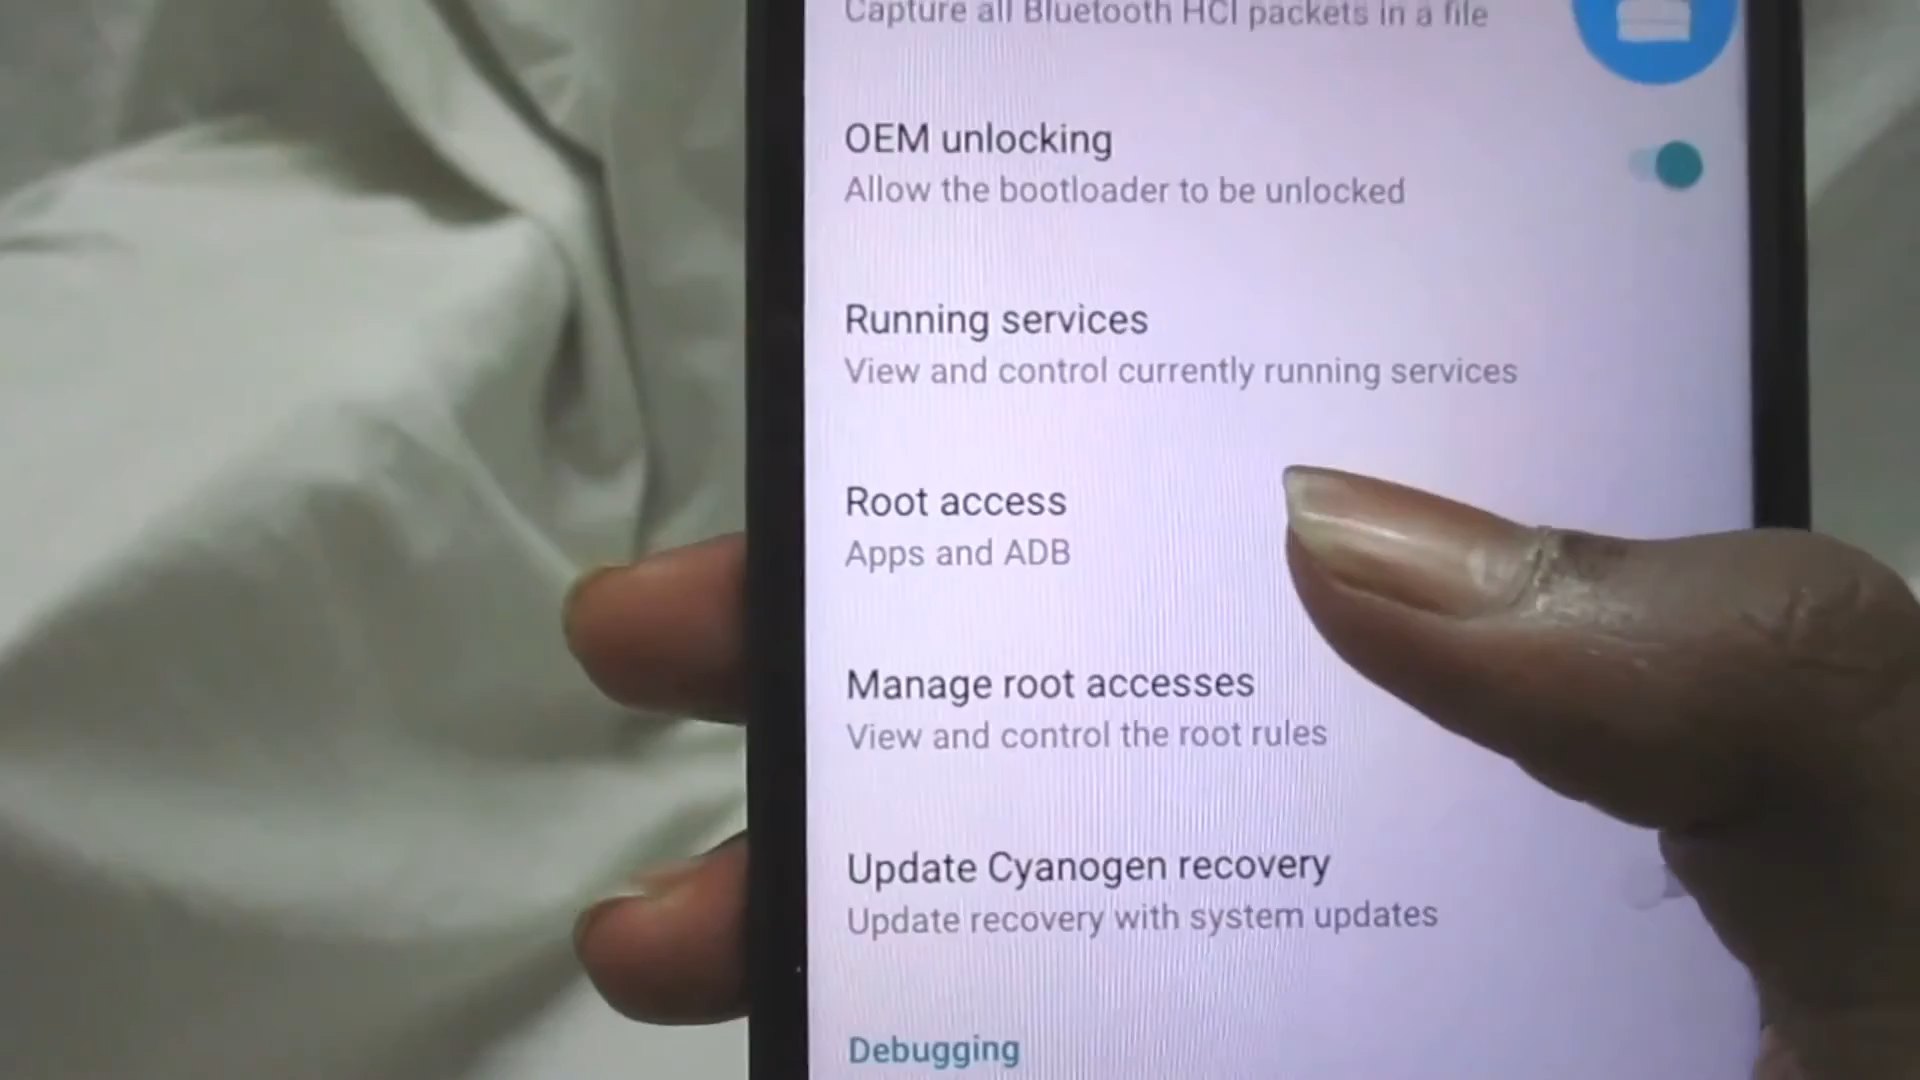 Capture all Bluetooth HCI packets in a file
OEM unlocking
Allow the bootloader to be unlocked
Running services
View and control currently running services
Root access
Apps and ADB
Manage root accesses
View and control the root rules
Update Cyanogen recovery
Update recovery with system updates
Debugging